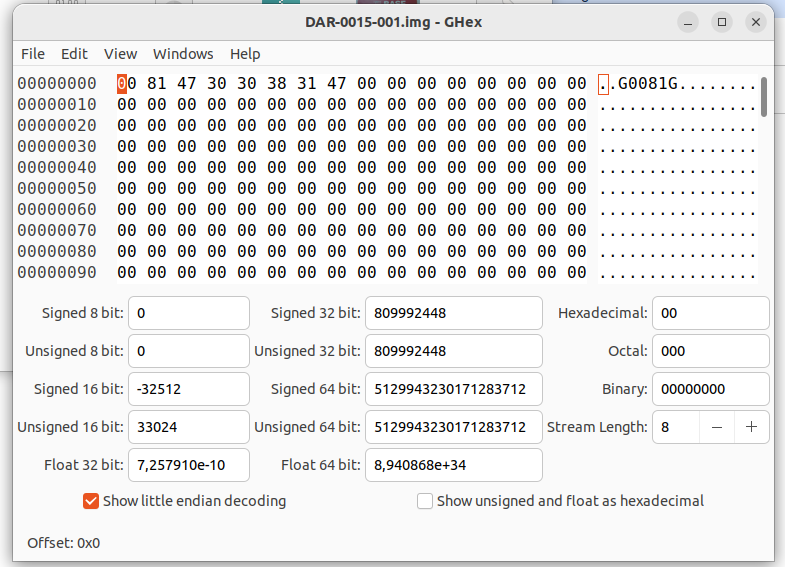 DAR-0015-001.img - GHex
File Edit View Windows Help
00000000 00 81 47 30 30 38 31 47 00 00 00 00 00 00 00 00 ..G0081G........
00000010 00 00 00 00 00 00 00 00 00 00 00 00 00 00 00 00 ................
00000020 00 00 00 00 00 00 00 00 00 00 00 00 00 00 00 00 ................
00000030 00 00 00 00 00 00 00 00 00 00 00 00 00 00 00 00 ................
00000040 00 00 00 00 00 00 00 00 00 00 00 00 00 00 00 00 ................
00000050 00 00 00 00 00 00 00 00 00 00 00 00 00 00 00 00 ................
00000060 00 00 00 00 00 00 00 00 00 00 00 00 00 00 00 00 ................
00000070 00 00 00 00 00 00 00 00 00 00 00 00 00 00 00 00 ................
00000080 00 00 00 00 00 00 00 00 00 00 00 00 00 00 00 00 ................
00000090 00 00 00 00 00 00 00 00 00 00 00 00 00 00 00 00 ................
Signed 8 bit: 0 Signed 32 bit: 809992448 Hexadecimal: 00
Unsigned 8 bit: 0 Unsigned 32 bit: 809992448 Octal: 000
Signed 16 bit: -32512 Signed 64 bit: 5129943230171283712 Binary: 00000000
Unsigned 16 bit: 33024 Unsigned 64 bit: 5129943230171283712 Stream Length: 8 − +
Float 32 bit: 7,257910e-10 Float 64 bit: 8,940868e+34
Show little endian decoding Show unsigned and float as hexadecimal
Offset: 0x0